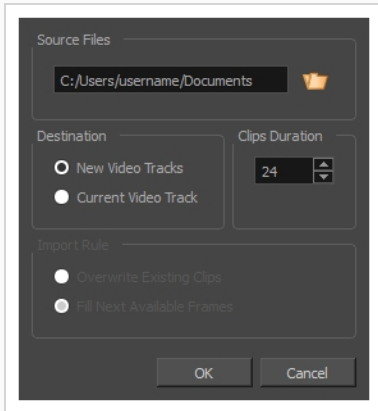 Source Files
C:/Users/username/Documents
Destination
New Video Tracks
Current Video Track
Clips Duration
24
Import Rule
Overwrite Existing Clips
Fill Next Available Frames
OK
Cancel